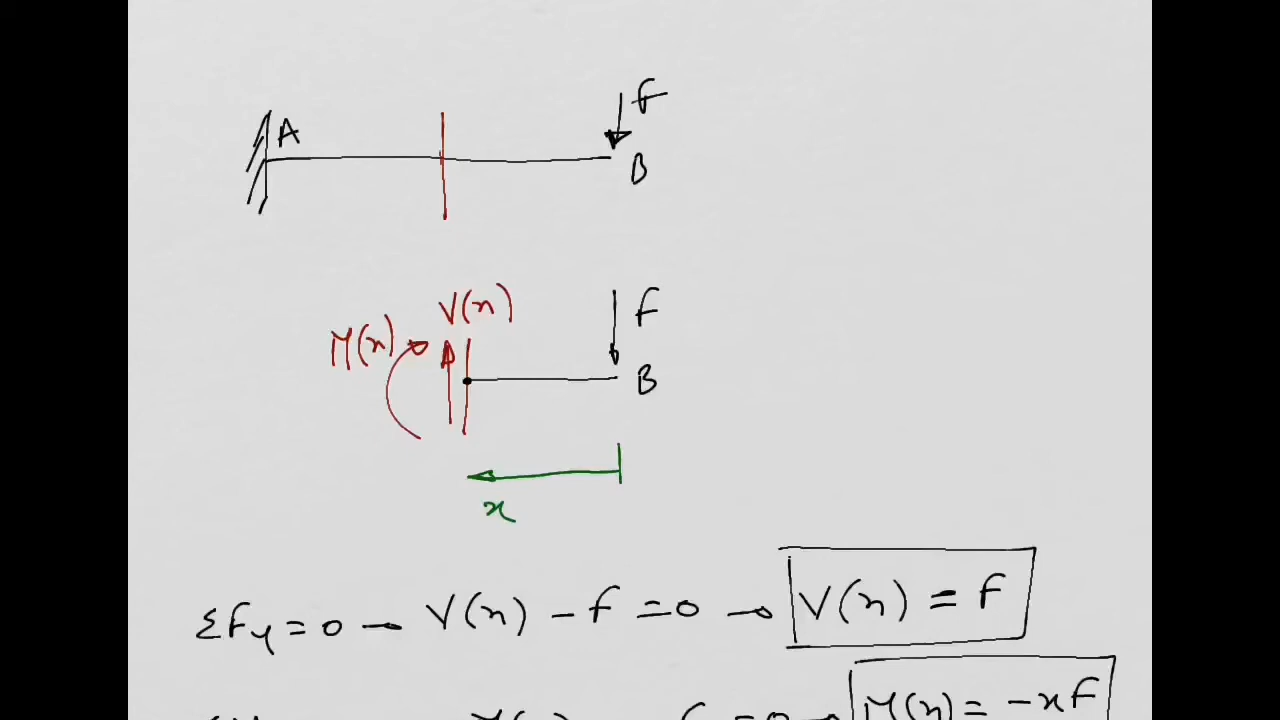 F
A
B
V(x)
M(x)
F
B
x
ΣFy = 0 → V(x) - F = 0 → V(x) = F
M(x) = -xF